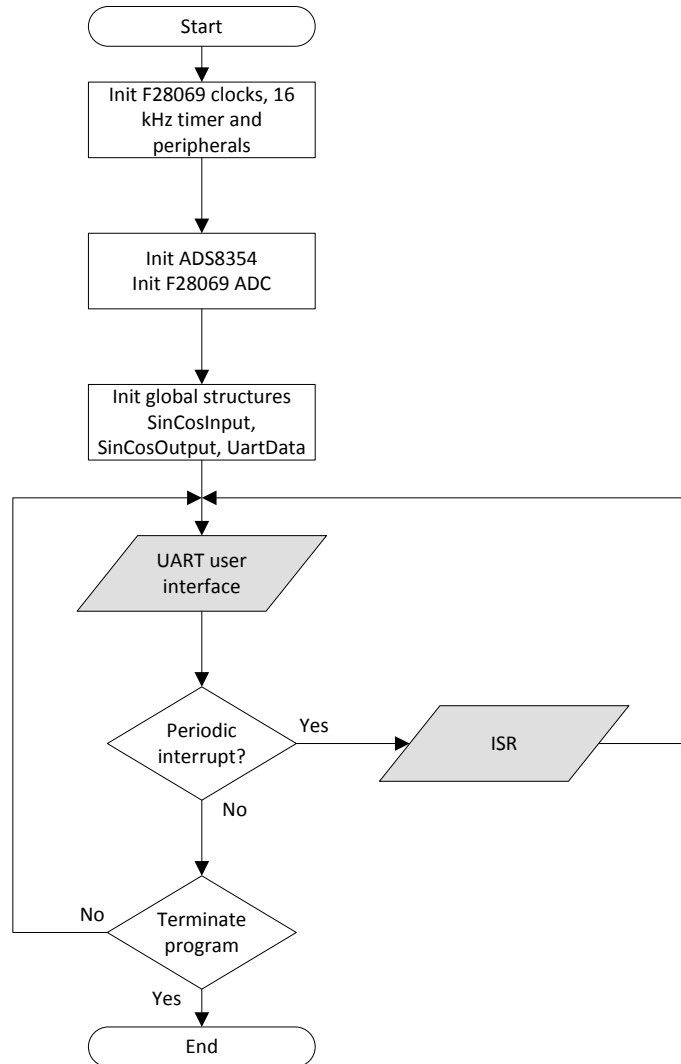 Start
Init F28069 clocks, 16
kHz timer and
peripherals
Init ADS8354
Init F28069 ADC
Init global structures
SinCosInput,
SinCosOutput, UartData
UART user
interface
Periodic
interrupt?
Yes
ISR
No
Terminate
program
No
Yes
End